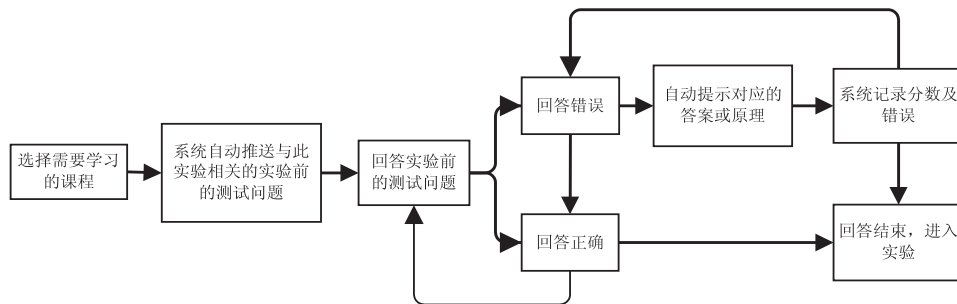 选择需要学习
的课程
系统自动推送与此
实验相关的实验前
的测试问题
回答实验前
的测试问题
回答错误
自动提示对应的
答案或原理
系统记录分数及
错误
回答正确
回答结束，进入
实验